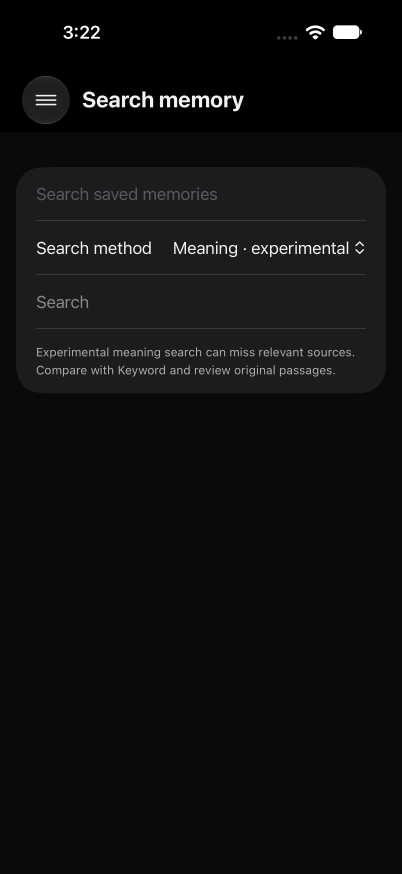 3:22
Search memory
Search saved memories
Search method Meaning · experimental
Search
Experimental meaning search can miss relevant sources.
Compare with Keyword and review original passages.